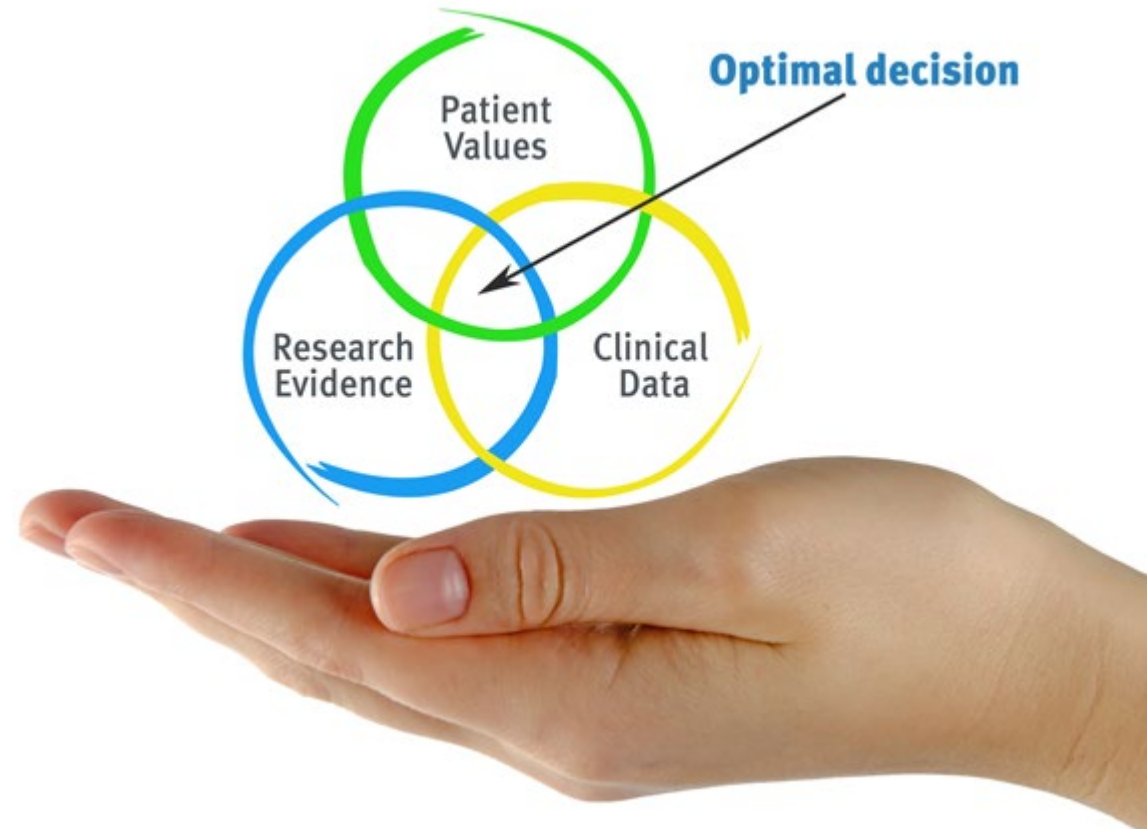 Optimal decision
Patient
Values
Research
Evidence
Clinical
Data